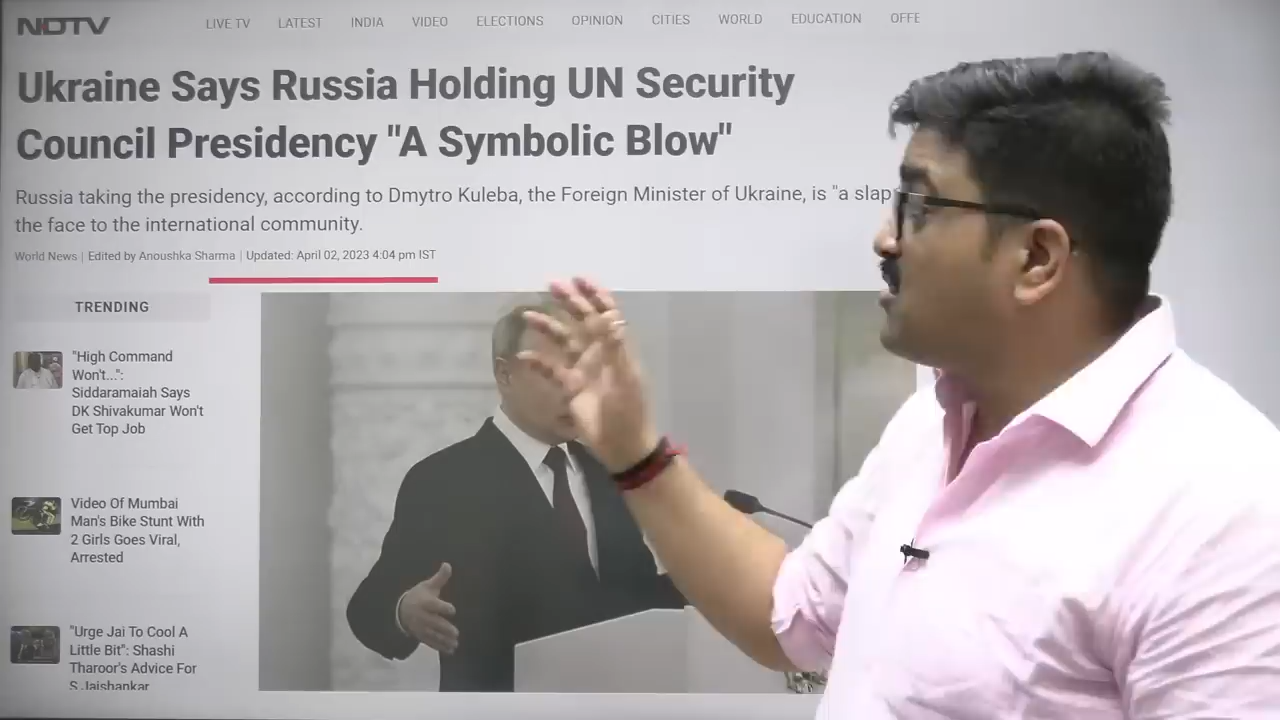 NDTV
LIVE TV LATEST INDIA VIDEO ELECTIONS OPINION CITIES WORLD EDUCATION OFFE
Ukraine Says Russia Holding UN Security
Council Presidency "A Symbolic Blow"
Russia taking the presidency, according to Dmytro Kuleba, the Foreign Minister of Ukraine, is "a slap
the face to the international community.
World News | Edited by Anoushka Sharma | Updated: April 02, 2023 4:04 pm IST
TRENDING
"High Command
Won't...":
Siddaramaiah Says
DK Shivakumar Won't
Get Top Job
Video Of Mumbai
Man's Bike Stunt With
2 Girls Goes Viral,
Arrested
"Urge Jai To Cool A
Little Bit": Shashi
Tharoor's Advice For
S Jaishankar